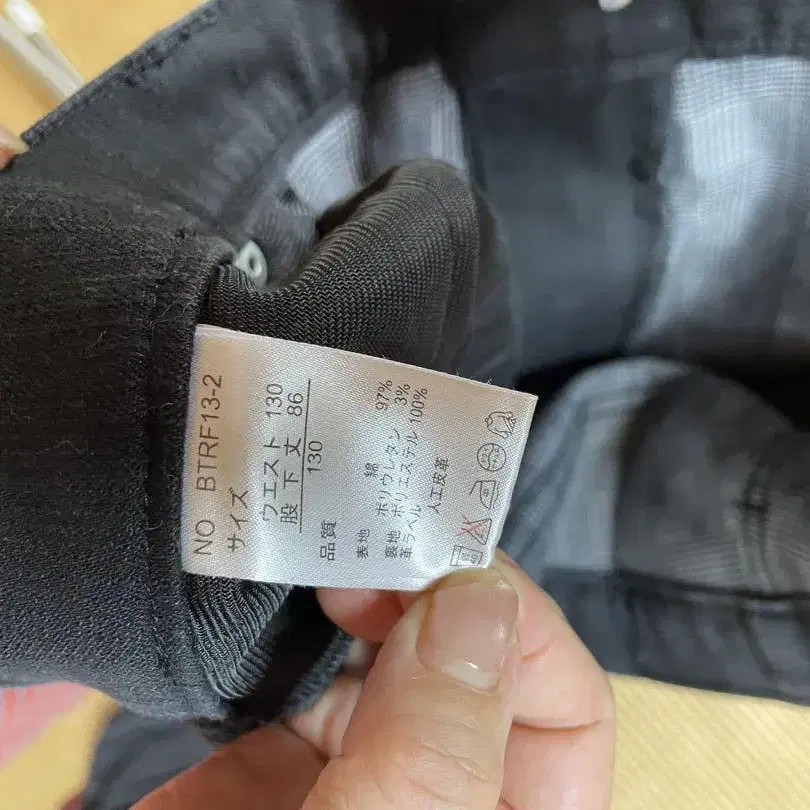 NO BTRF13-2
サイズ
ウエスト 130
股下丈 86
130
品質
表地 綿 97%
ポリウレタン 3%
裏地 ポリエステル 100%
革ラベル 人工皮革